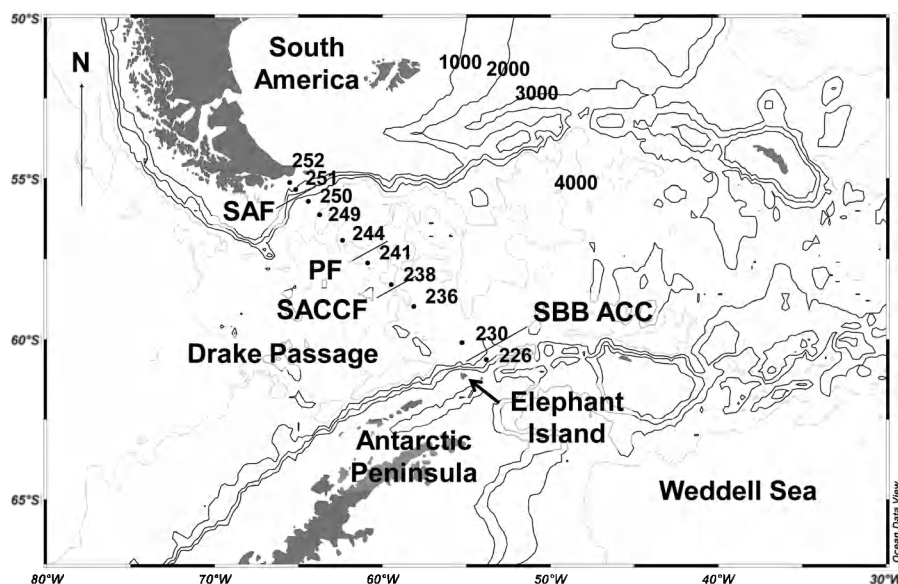 50°S
South
America
1000
2000
3000
N
252
251
55°S
SAF
250
249
4000
244
PF
241
238
SACCF
236
SBB ACC
60°S
230
Drake Passage
226
Elephant
Island
Antarctic
Peninsula
65°S
Weddell Sea
Ocean Data View
80°W
70°W
60°W
50°W
40°W
30°W